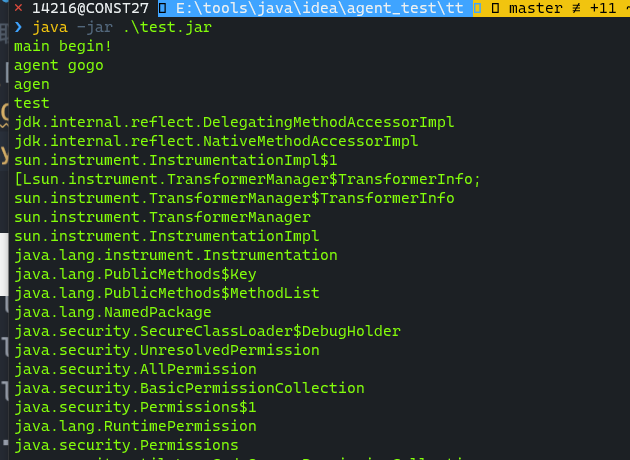 × 14216@CONST27 E:\tools\java\idea\agent_test\tt master ≢ +11 ~
❯ java -jar .\test.jar
main begin!
agent gogo
agen
test
jdk.internal.reflect.DelegatingMethodAccessorImpl
jdk.internal.reflect.NativeMethodAccessorImpl
sun.instrument.InstrumentationImpl$1
[Lsun.instrument.TransformerManager$TransformerInfo;
sun.instrument.TransformerManager$TransformerInfo
sun.instrument.TransformerManager
sun.instrument.InstrumentationImpl
java.lang.instrument.Instrumentation
java.lang.PublicMethods$Key
java.lang.PublicMethods$MethodList
java.lang.NamedPackage
java.security.SecureClassLoader$DebugHolder
java.security.UnresolvedPermission
java.security.AllPermission
java.security.BasicPermissionCollection
java.security.Permissions$1
java.lang.RuntimePermission
java.security.Permissions